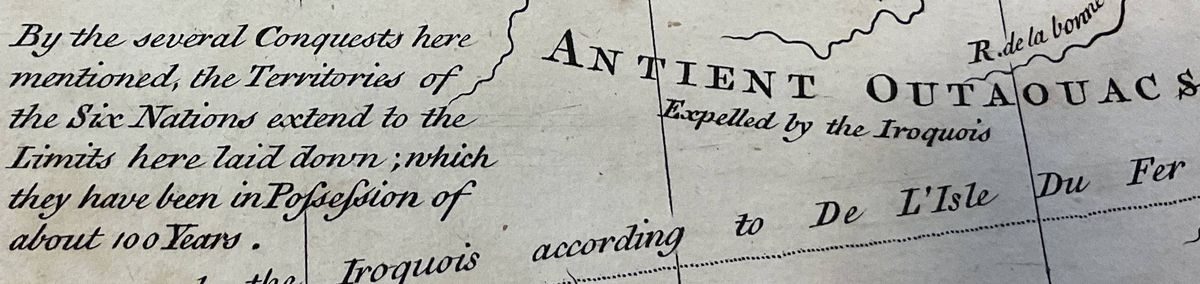 By the several Conquests here
mentioned, the Territories of
the Six Nations extend to the
Limits here laid down; which
they have been in Poſseſsion of
about 100 Years.
ANTIENT OUTAOUACS
Expelled by the Iroquois
R. de la bonne
the Iroquois according to De L'Isle Du Fer